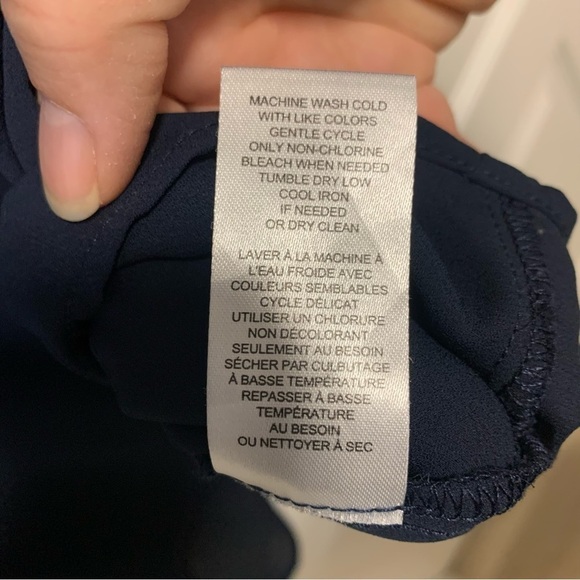 MACHINE WASH COLD
WITH LIKE COLORS
GENTLE CYCLE
ONLY NON-CHLORINE
BLEACH WHEN NEEDED
TUMBLE DRY LOW
COOL IRON
IF NEEDED
OR DRY CLEAN
LAVER À LA MACHINE À
L'EAU FROIDE AVEC
COULEURS SEMBLABLES
CYCLE DÉLICAT
UTILISER UN CHLORURE
NON DÉCOLORANT
SEULEMENT AU BESOIN
SÉCHER PAR CULBUTAGE
À BASSE TEMPÉRATURE
REPASSER À BASSE
TEMPÉRATURE
AU BESOIN
OU NETTOYER À SEC